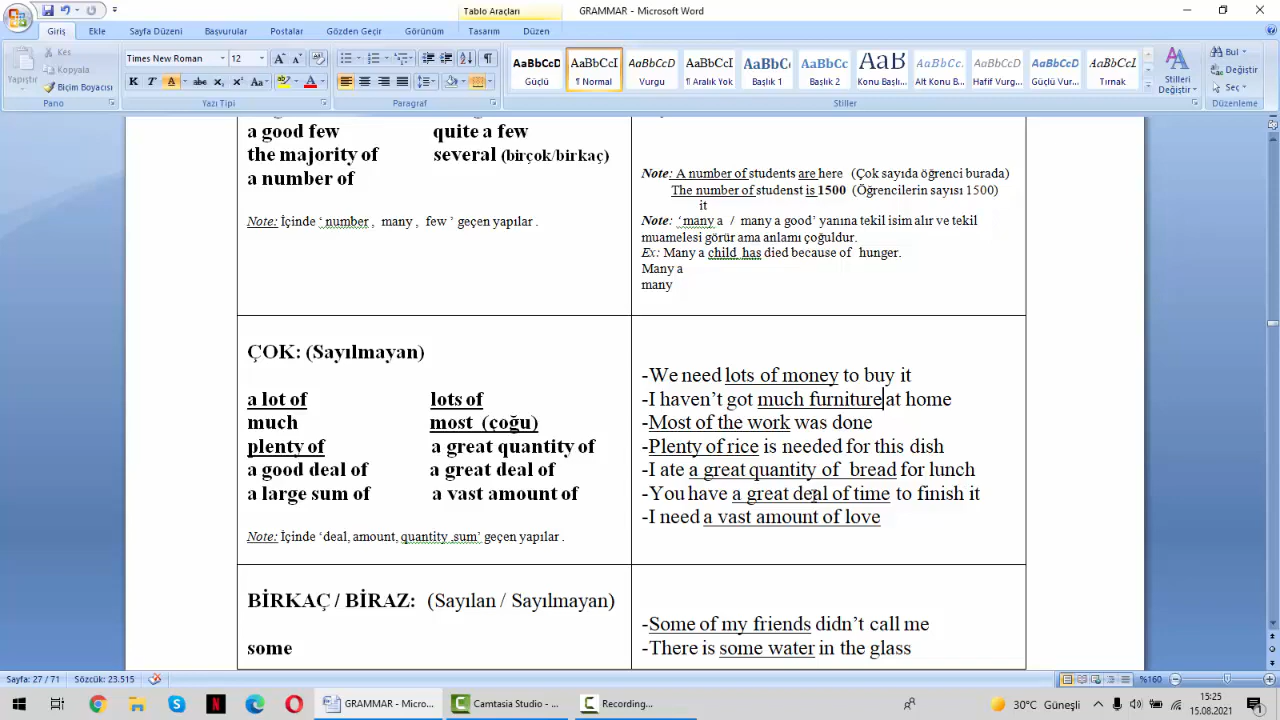 Tablo Araçları
GRAMMAR - Microsoft Word
Giriş Ekle Sayfa Düzeni Başvurular Postalar Gözden Geçir Görünüm Tasarım Düzen
Yapıştır
Kes
Kopyala
Biçim Boyacısı
Pano
Times New Roman 12
Yazı Tipi
Paragraf
AaBbCcD AaBbCcI AaBbCcD AaBbCcI AaBbC AaBbCc AaB AaBbCc. AaBbCcD AaBbCcD AaBbCcI
Güçlü ¶ Normal Vurgu ¶ Aralık Yok Başlık 1 Başlık 2 Konu Başlı... Alt Konu B... Hafif Vurg... Güçlü Vur... Tırnak
Stiller
Stilleri Değiştir
Bul
Değiştir
Seç
Düzenleme
a good few quite a few
the majority of several (birçok/birkaç)
a number of
Note: İçinde ‘ number , many , few ’ geçen yapılar .
Note: A number of students are here (Çok sayıda öğrenci burada)
The number of studenst is 1500 (Öğrencilerin sayısı 1500)
it
Note: ‘many a / many a good’ yanına tekil isim alır ve tekil
muamelesi görür ama anlamı çoğuldur.
Ex: Many a child has died because of hunger.
Many a
many
ÇOK: (Sayılmayan)
a lot of lots of
much most (çoğu)
plenty of a great quantity of
a good deal of a great deal of
a large sum of a vast amount of
Note: İçinde ‘deal, amount, quantity ,sum’ geçen yapılar .
-We need lots of money to buy it
-I haven’t got much furniture at home
-Most of the work was done
-Plenty of rice is needed for this dish
-I ate a great quantity of bread for lunch
-You have a great deal of time to finish it
-I need a vast amount of love
BİRKAÇ / BİRAZ: (Sayılan / Sayılmayan)
some
-Some of my friends didn’t call me
-There is some water in the glass
Sayfa: 27 / 71 Sözcük: 23.515
%160
GRAMMAR - Micro...
Camtasia Studio - ...
Recording...
30°C Güneşli
15:25
15.08.2021